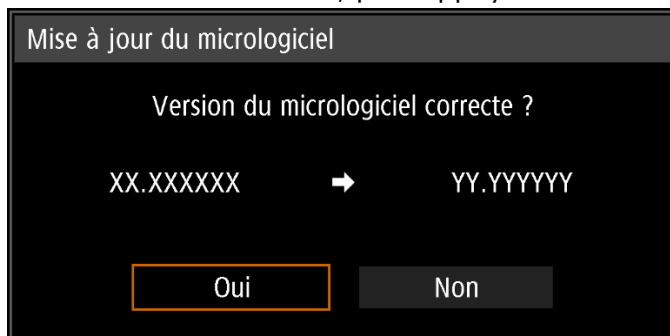 Mise à jour du micrologiciel
Version du micrologiciel correcte ?
XX.XXXXXX ➡ YY.YYYYYY
Oui Non